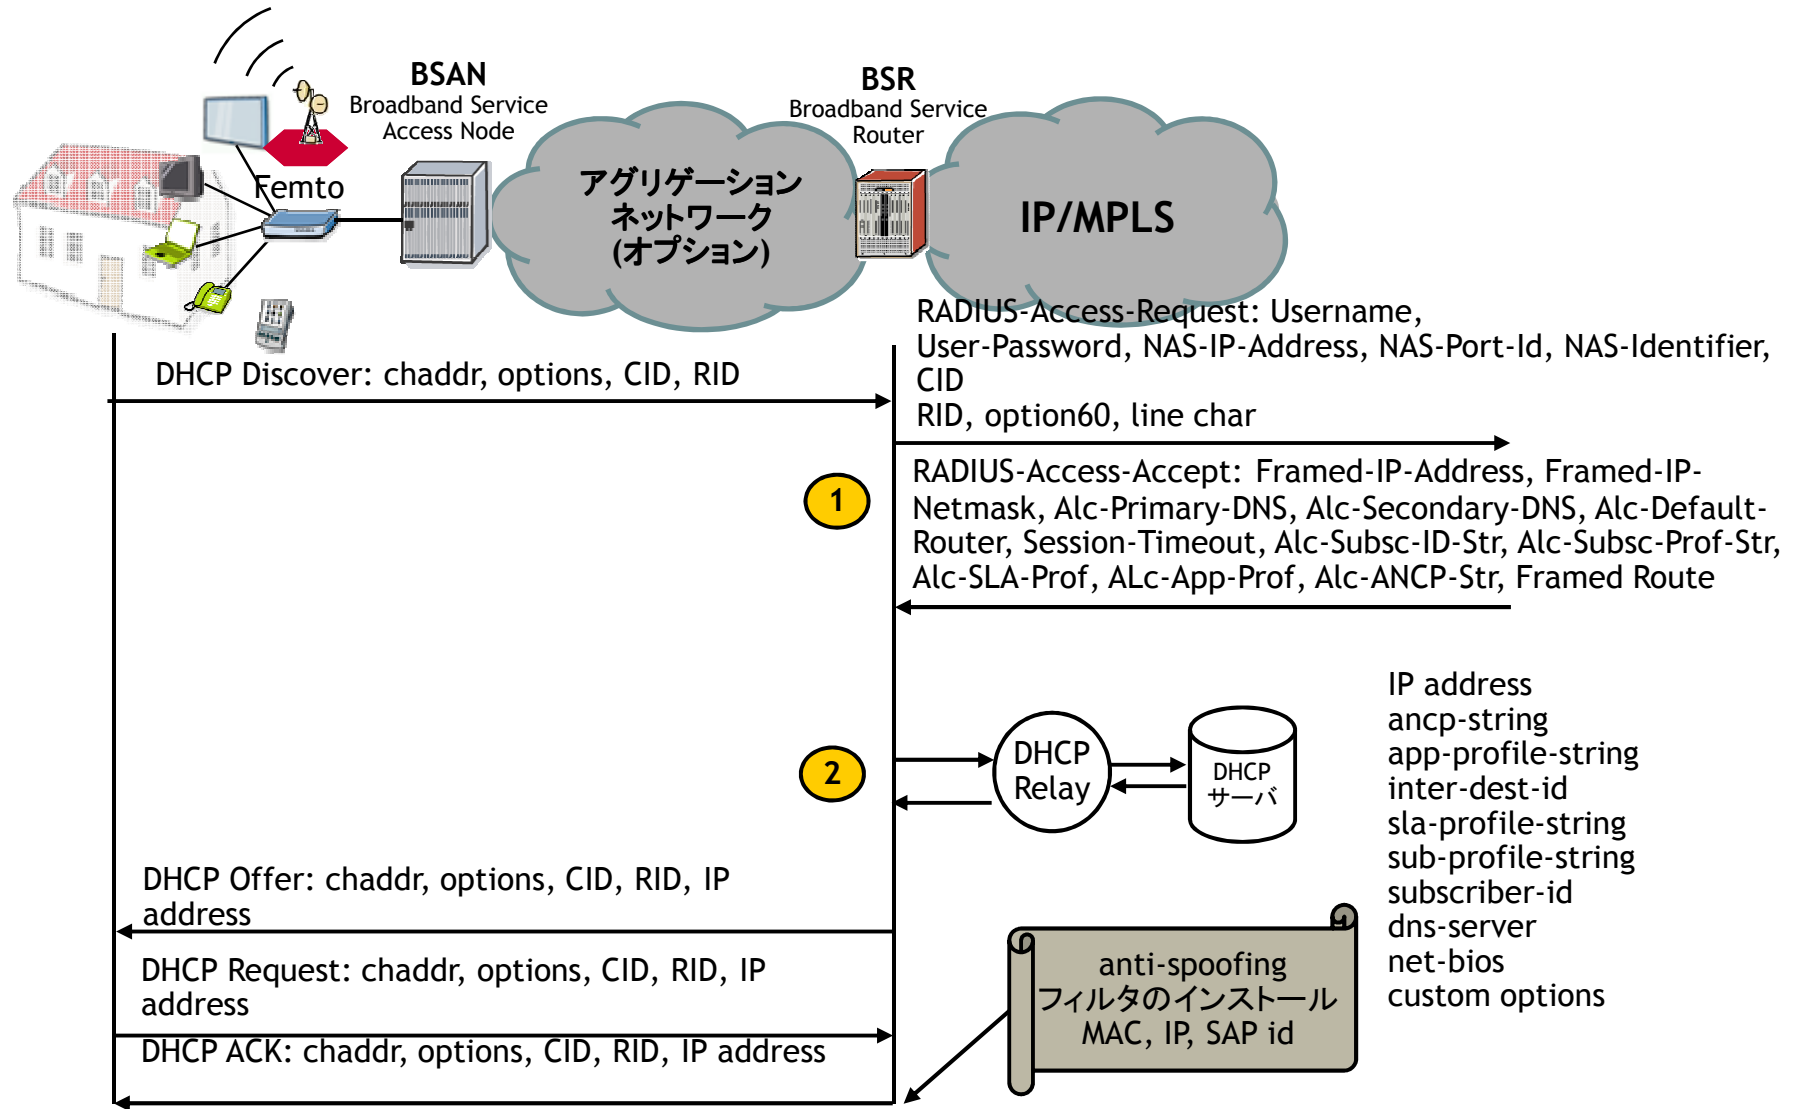 BSAN
Broadband Service
Access Node
BSR
Broadband Service
Router
Femto
アグリゲーション
ネットワーク
(オプション)
IP/MPLS
RADIUS-Access-Request: Username,
User-Password, NAS-IP-Address, NAS-Port-Id, NAS-Identifier,
CID
RID, option60, line char
DHCP Discover: chaddr, options, CID, RID
1
RADIUS-Access-Accept: Framed-IP-Address, Framed-IP-
Netmask, Alc-Primary-DNS, Alc-Secondary-DNS, Alc-Default-
Router, Session-Timeout, Alc-Subsc-ID-Str, Alc-Subsc-Prof-Str,
Alc-SLA-Prof, ALc-App-Prof, Alc-ANCP-Str, Framed Route
2
DHCP
Relay
DHCP
サーバ
IP address
ancp-string
app-profile-string
inter-dest-id
sla-profile-string
sub-profile-string
subscriber-id
dns-server
net-bios
custom options
DHCP Offer: chaddr, options, CID, RID, IP
address
DHCP Request: chaddr, options, CID, RID, IP
address
DHCP ACK: chaddr, options, CID, RID, IP address
anti-spoofing
フィルタのインストール
MAC, IP, SAP id